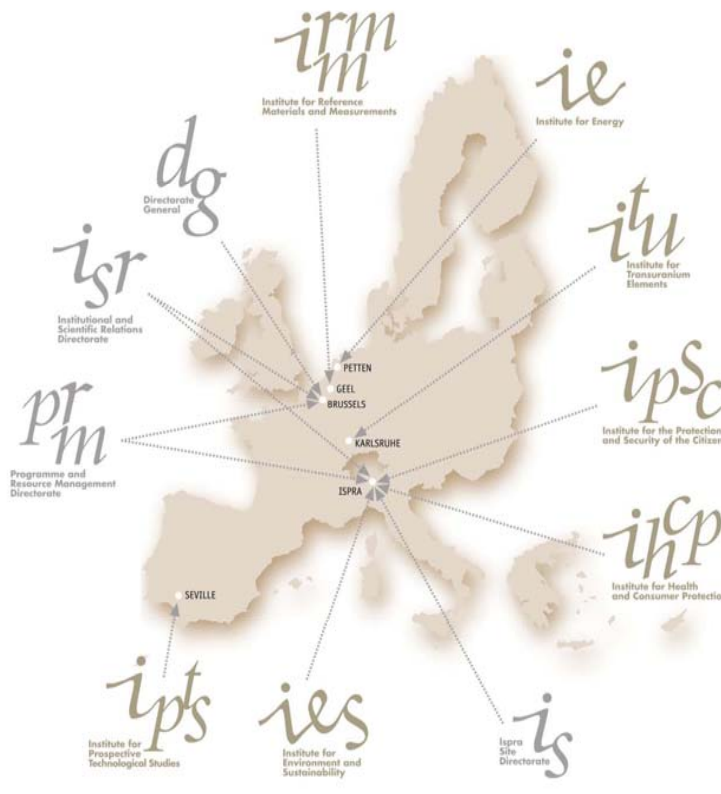 irmm
Institute for Reference
Materials and Measurements
ie
Institute for Energy
dg
Directorate
General
itu
Institute for
Transuranium
Elements
isr
Institutional and
Scientific Relations
Directorate
PETTEN
GEEL
BRUSSELS
ipsc
Institute for the Protection
and Security of the Citizen
prm
Programme and
Resource Management
Directorate
KARLSRUHE
ISPRA
ihcp
Institute for Health
and Consumer Protectio
SEVILLE
ipts
Institute for
Prospective
Technological Studies
ies
Institute for
Environment and
Sustainability
is
Ispra
Site
Directorate